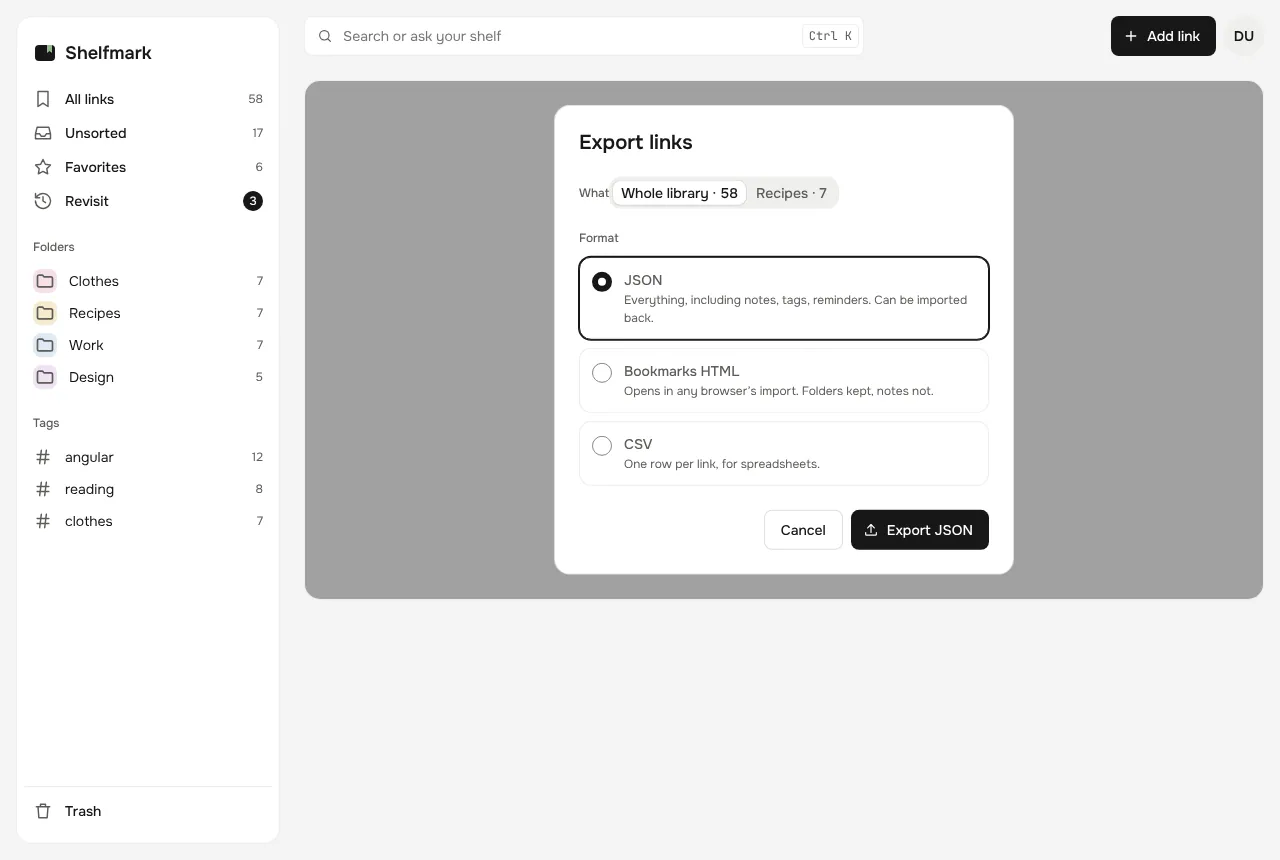 Shelfmark
Search or ask your shelf
Ctrl K
Add link
DU
All links 58
Unsorted 17
Favorites 6
Revisit 3
Folders
Clothes 7
Recipes 7
Work 7
Design 5
Tags
# angular 12
# reading 8
# clothes 7
Trash
Export links
What Whole library · 58 Recipes · 7
Format
JSON
Everything, including notes, tags, reminders. Can be imported
back.
Bookmarks HTML
Opens in any browser’s import. Folders kept, notes not.
CSV
One row per link, for spreadsheets.
Cancel
Export JSON